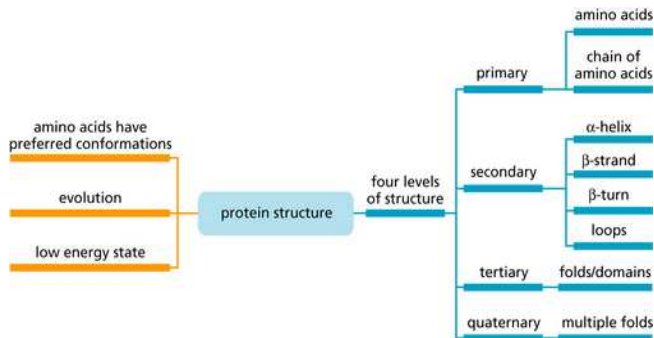 amino acids have
preferred conformations
evolution
low energy state
protein structure
four levels
of structure
primary
amino acids
chain of
amino acids
secondary
α-helix
β-strand
β-turn
loops
tertiary
folds/domains
quaternary
multiple folds